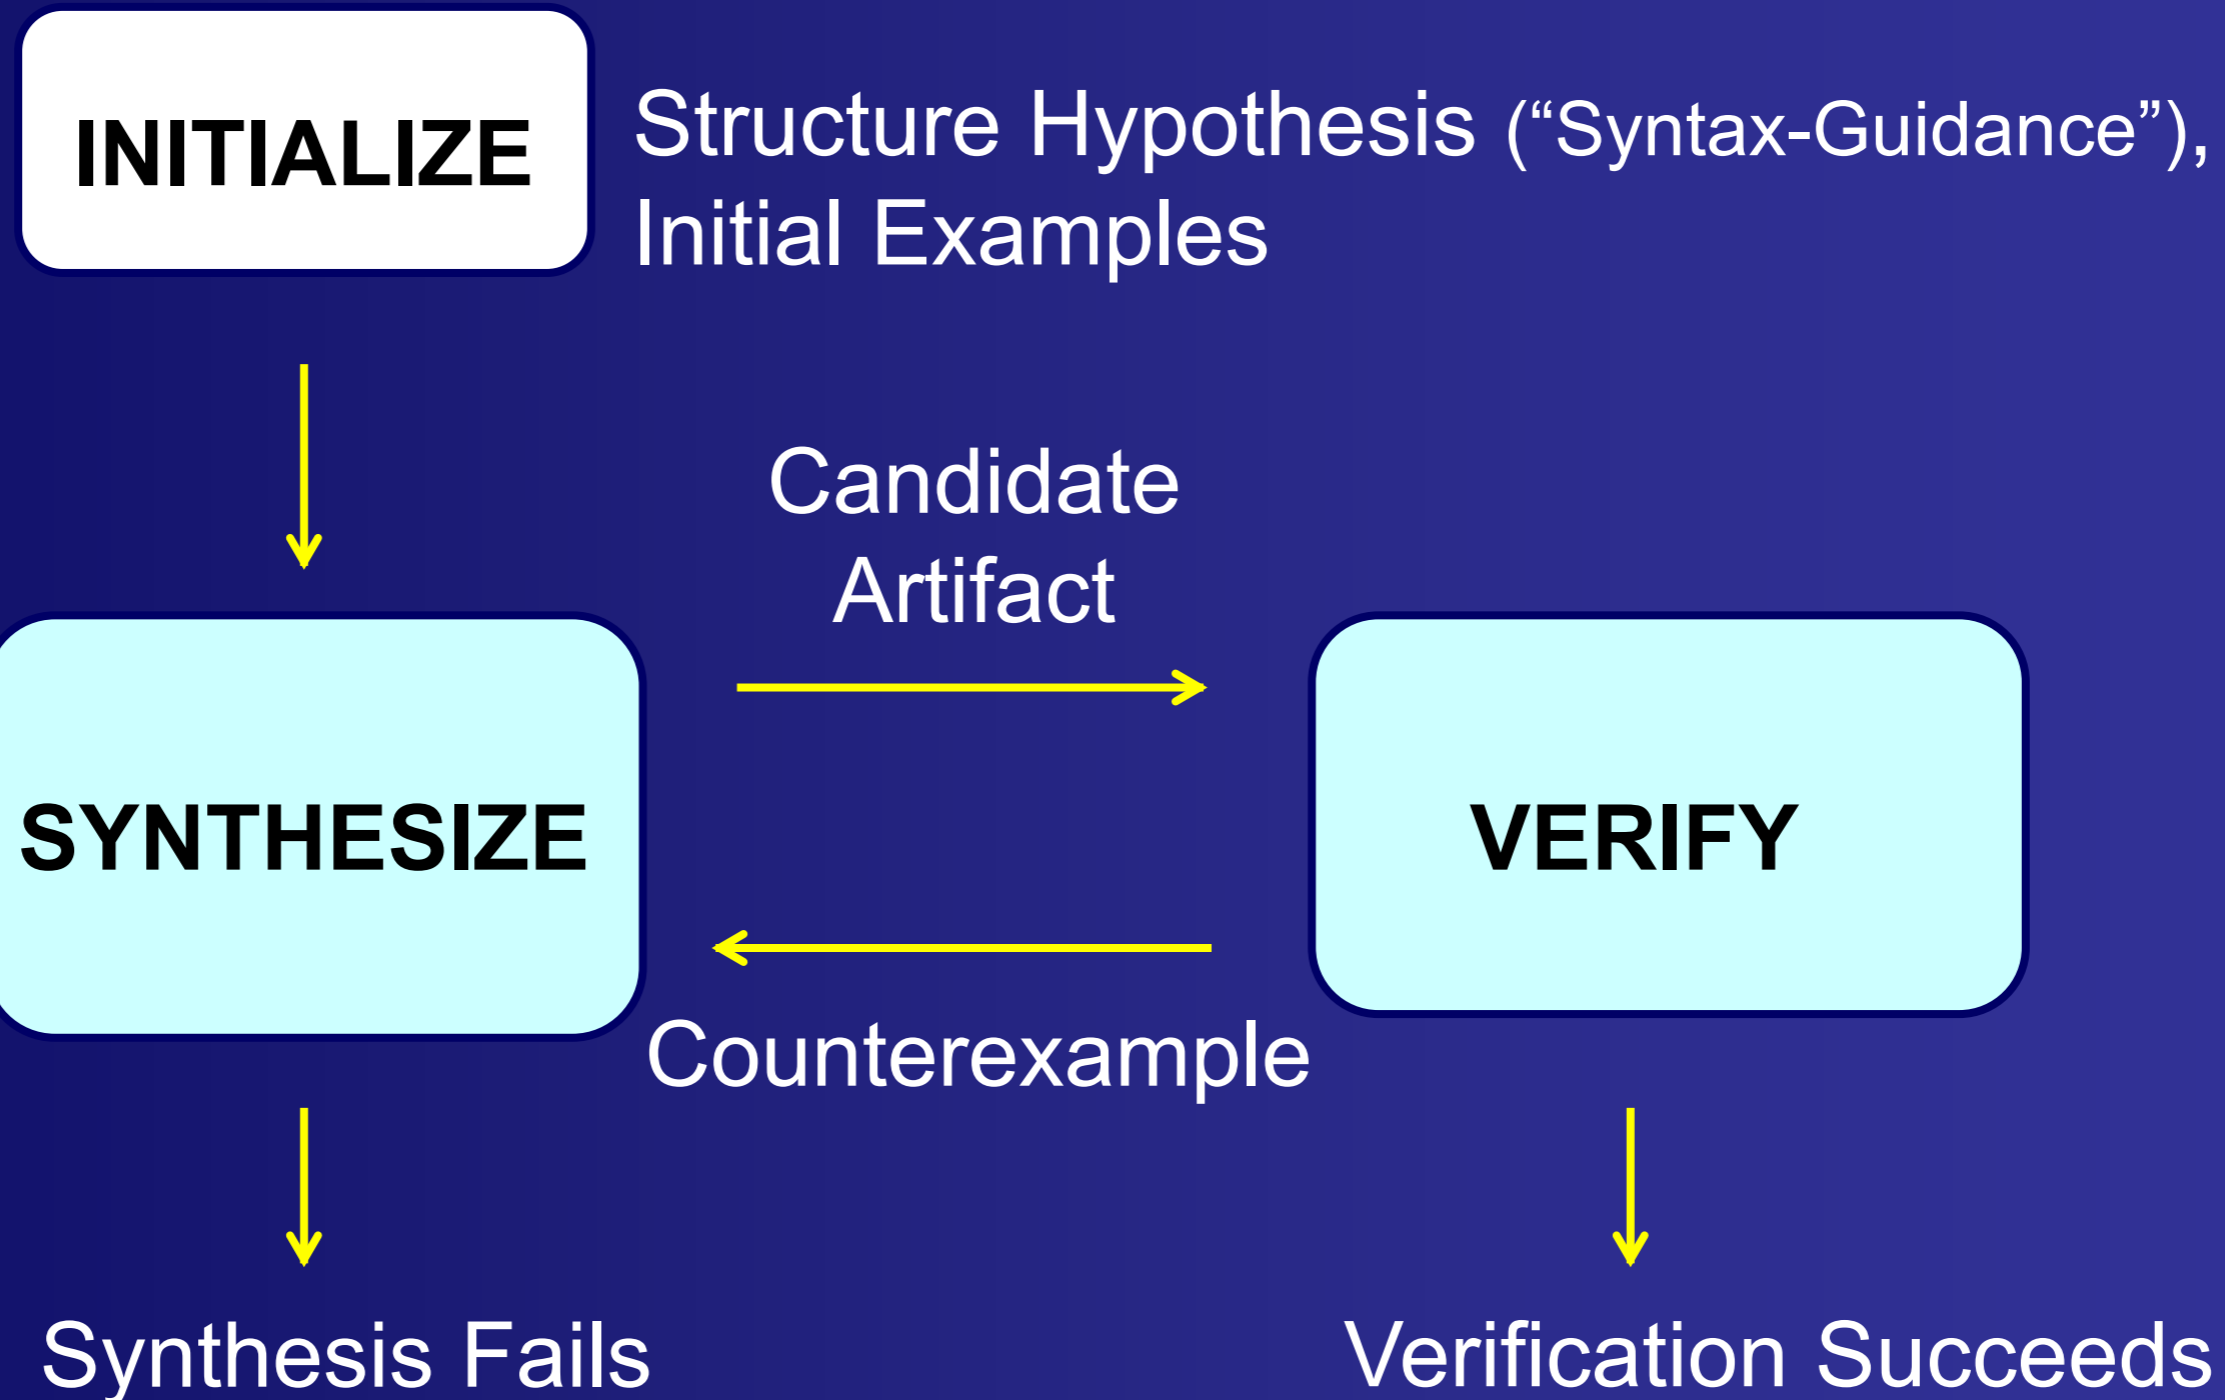 INITIALIZE
Structure Hypothesis (“Syntax-Guidance”),
Initial Examples
Candidate
Artifact
SYNTHESIZE
VERIFY
Counterexample
Synthesis Fails
Verification Succeeds